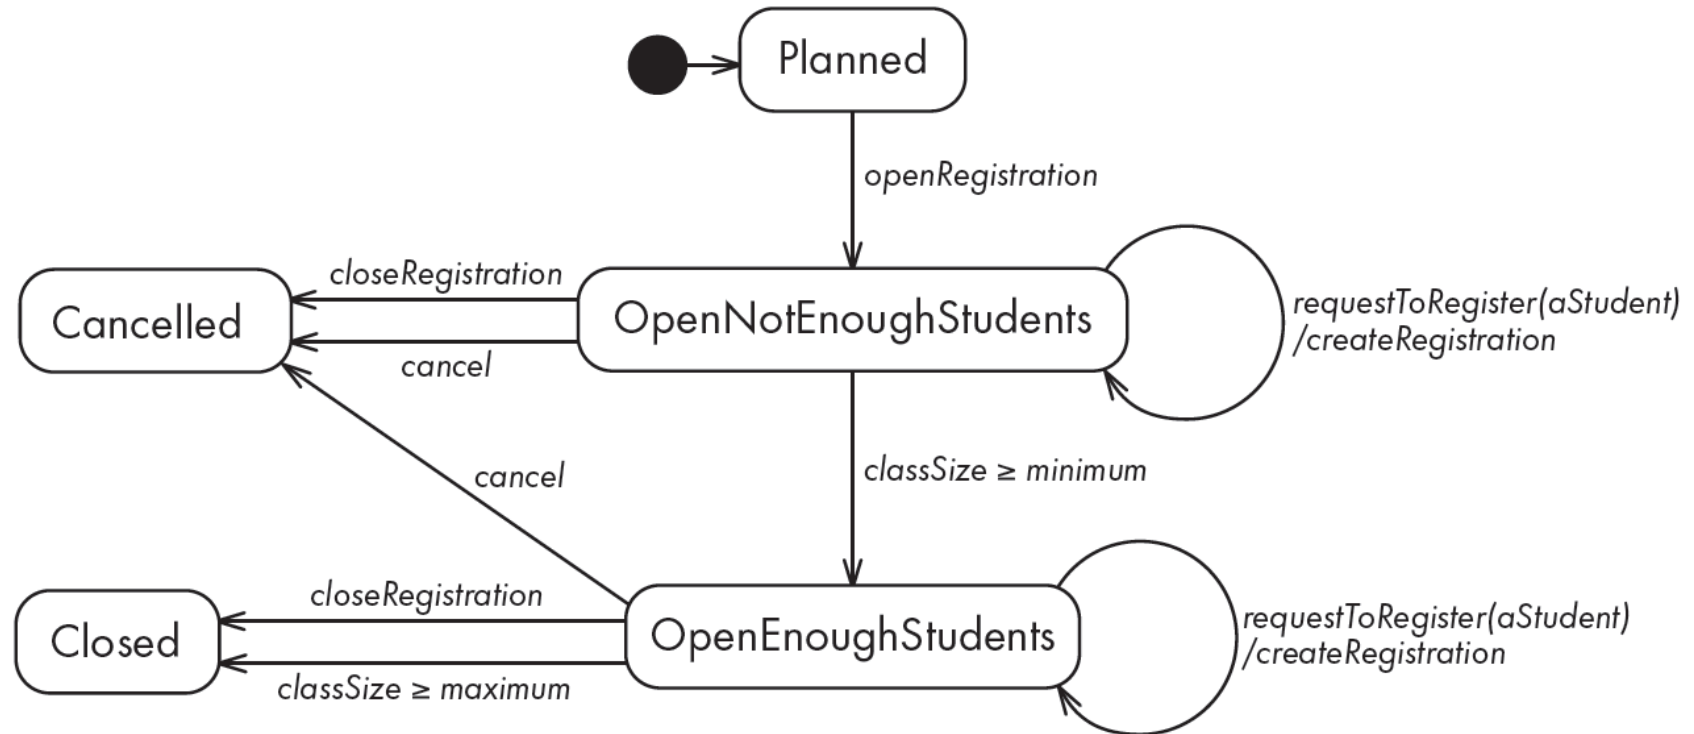 Planned
openRegistration
closeRegistration
Cancelled
OpenNotEnoughStudents
requestToRegister(aStudent)
/createRegistration
cancel
cancel
classSize ≥ minimum
closeRegistration
Closed
OpenEnoughStudents
requestToRegister(aStudent)
/createRegistration
classSize ≥ maximum